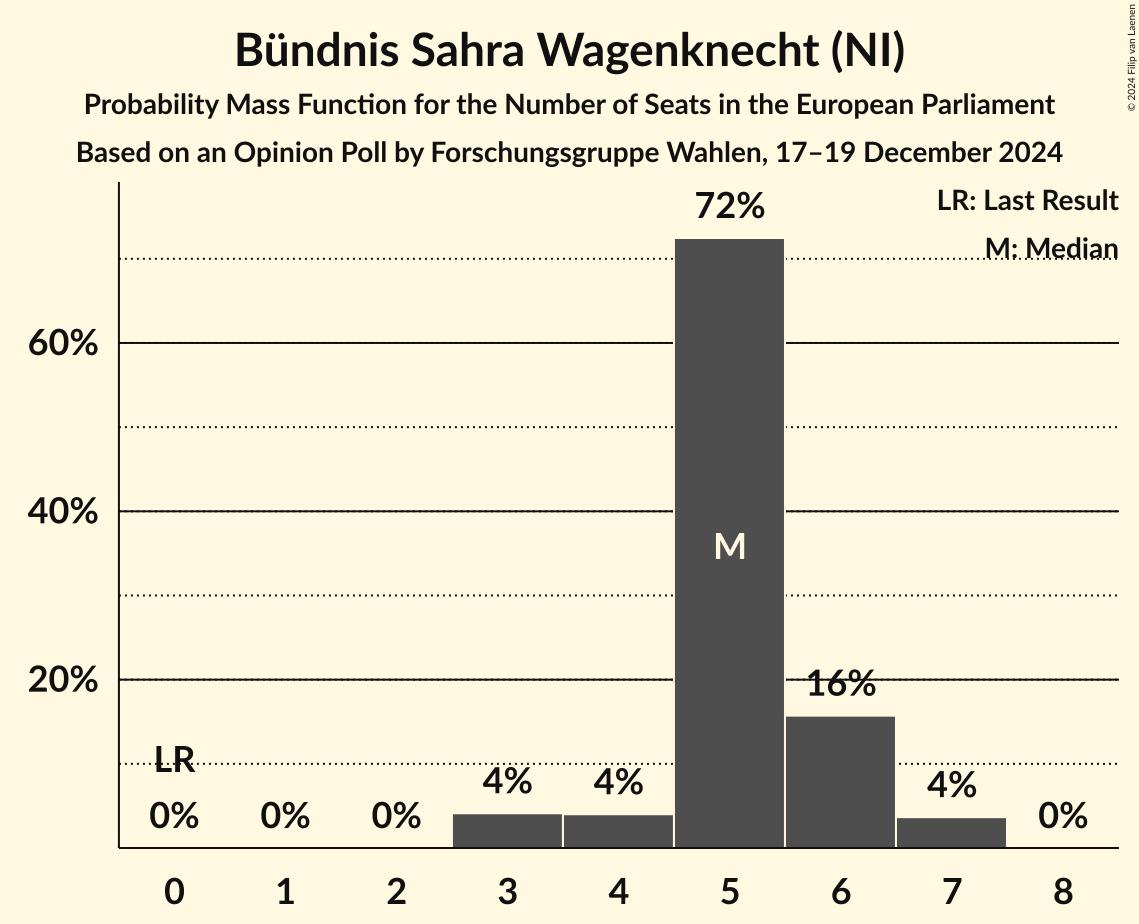 Bündnis Sahra Wagenknecht (NI)
Probability Mass Function for the Number of Seats in the European Parliament
Based on an Opinion Poll by Forschungsgruppe Wahlen, 17–19 December 2024
© 2024 Filip van Laenen
LR: Last Result
M: Median
72%
60%
40%
M
20%
16%
LR
4%
4%
4%
0%
0%
0%
0%
0 1 2 3 4 5 6 7 8